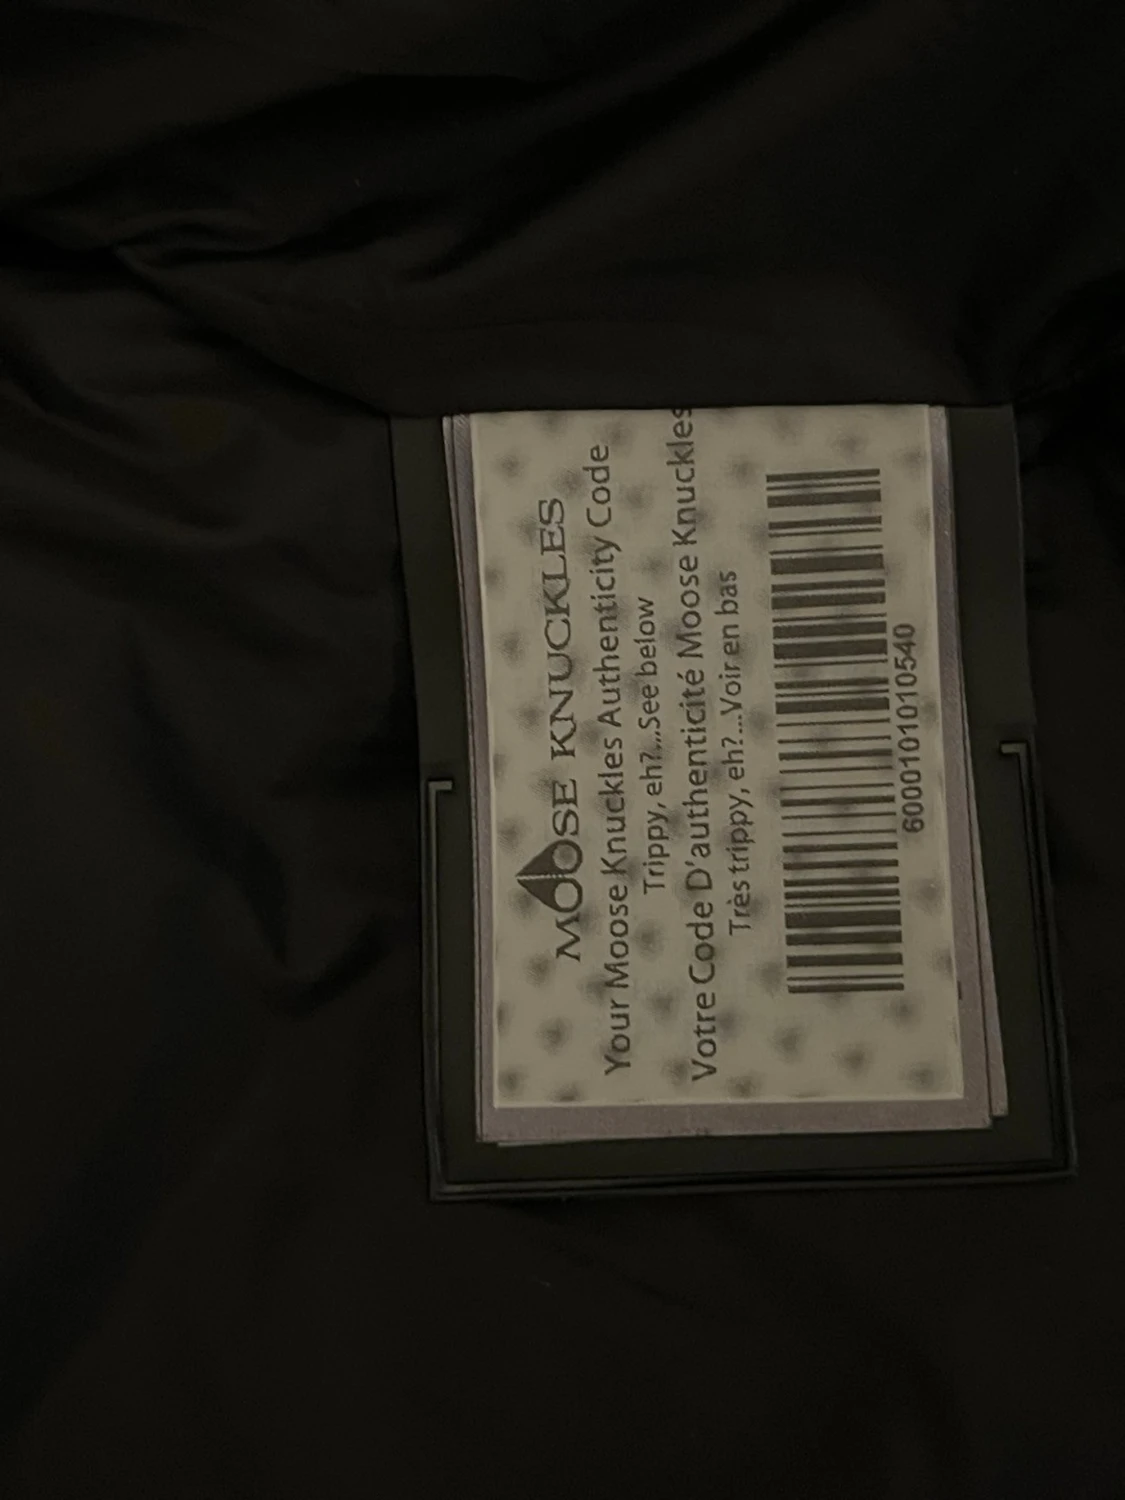 MOOSE KNUCKLES
Your Moose Knuckles Authenticity Code
Trippy, eh?...See below
Votre Code D'authenticité Moose Knuckles
Très trippy, eh?...Voir en bas
6000101010540